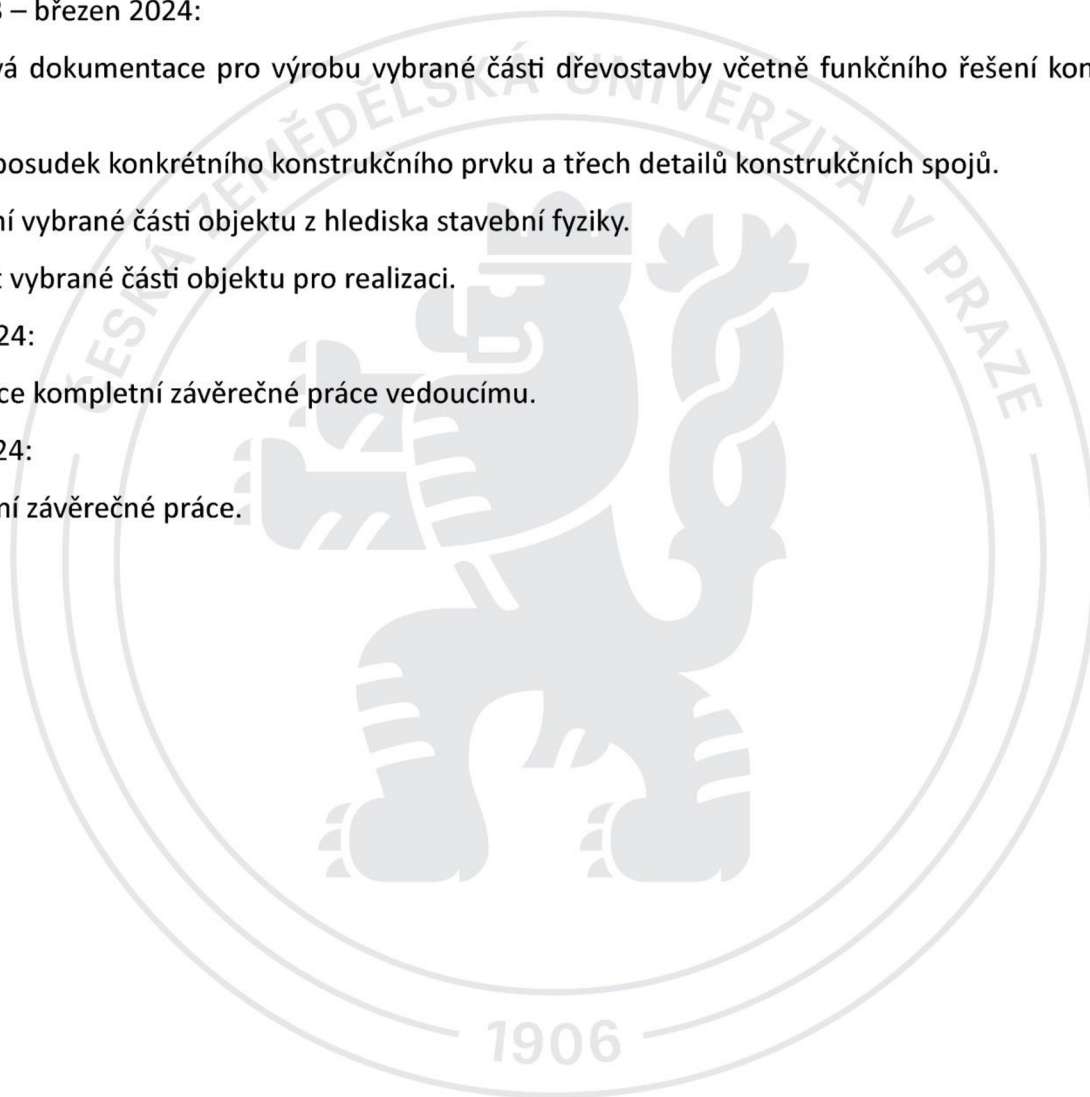 – březen 2024:
vá dokumentace pro výrobu vybrané části dřevostavby včetně funkčního řešení kon
posudek konkrétního konstrukčního prvku a třech detailů konstrukčních spojů.
ní vybrané části objektu z hlediska stavební fyziky.
vybrané části objektu pro realizaci.
24:
ce kompletní závěrečné práce vedoucímu.
24:
ní závěrečné práce.
ČESKÁ ZEMĚDĚLSKÁ UNIVERZITA V PRAZE
1906